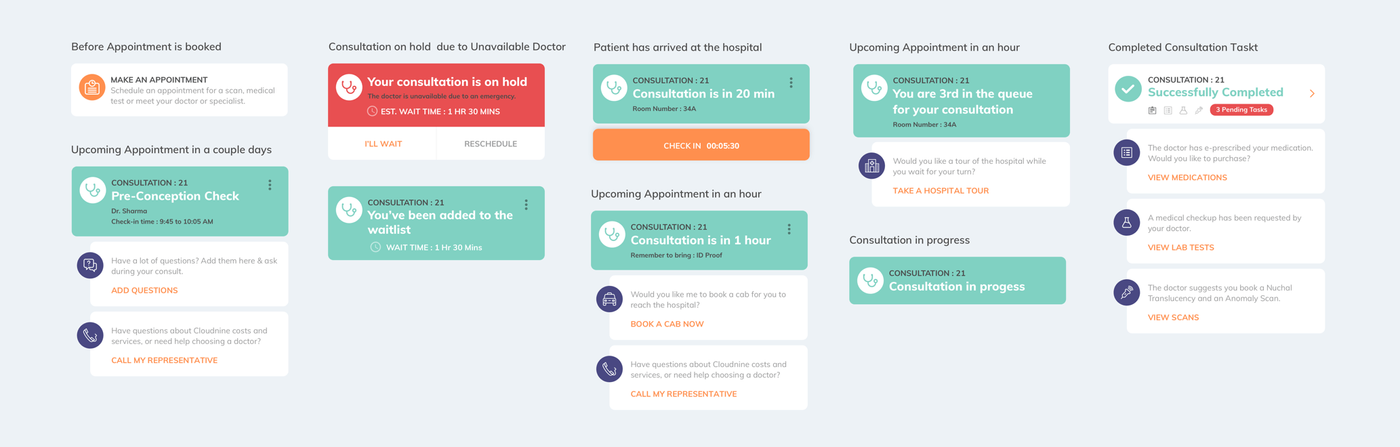 Before Appointment is booked
MAKE AN APPOINTMENT
Schedule an appointment for a scan, medical
test or meet your doctor or specialist.
Upcoming Appointment in a couple days
CONSULTATION : 21
Pre-Conception Check
Dr. Sharma
Check-in time : 9:45 to 10:05 AM
Have a lot of questions? Add them here & ask
during your consult.
ADD QUESTIONS
Have questions about Cloudnine costs and
services, or need help choosing a doctor?
CALL MY REPRESENTATIVE
Consultation on hold due to Unavailable Doctor
Your consultation is on hold
The doctor is unavailable due to an emergency.
EST. WAIT TIME : 1 HR 30 MINS
I'LL WAIT
RESCHEDULE
CONSULTATION : 21
You've been added to the
waitlist
WAIT TIME : 1 Hr 30 Mins
Patient has arrived at the hospital
CONSULTATION : 21
Consultation is in 20 min
Room Number : 34A
CHECK IN 00:05:30
Upcoming Appointment in an hour
CONSULTATION : 21
Consultation is in 1 hour
Remember to bring : ID Proof
Would you like me to book a cab for you to
reach the hospital?
BOOK A CAB NOW
Have questions about Cloudnine costs and
services, or need help choosing a doctor?
CALL MY REPRESENTATIVE
Upcoming Appointment in an hour
CONSULTATION : 21
You are 3rd in the queue
for your consultation
Room Number : 34A
Would you like a tour of the hospital while
you wait for your turn?
TAKE A HOSPITAL TOUR
Consultation in progress
CONSULTATION : 21
Consultation in progess
Completed Consultation Taskt
CONSULTATION : 21
Successfully Completed
3 Pending Tasks
The doctor has e-prescribed your medication.
Would you like to purchase?
VIEW MEDICATIONS
A medical checkup has been requested by
your doctor.
VIEW LAB TESTS
The doctor suggests you book a Nuchal
Translucency and an Anomaly Scan.
VIEW SCANS